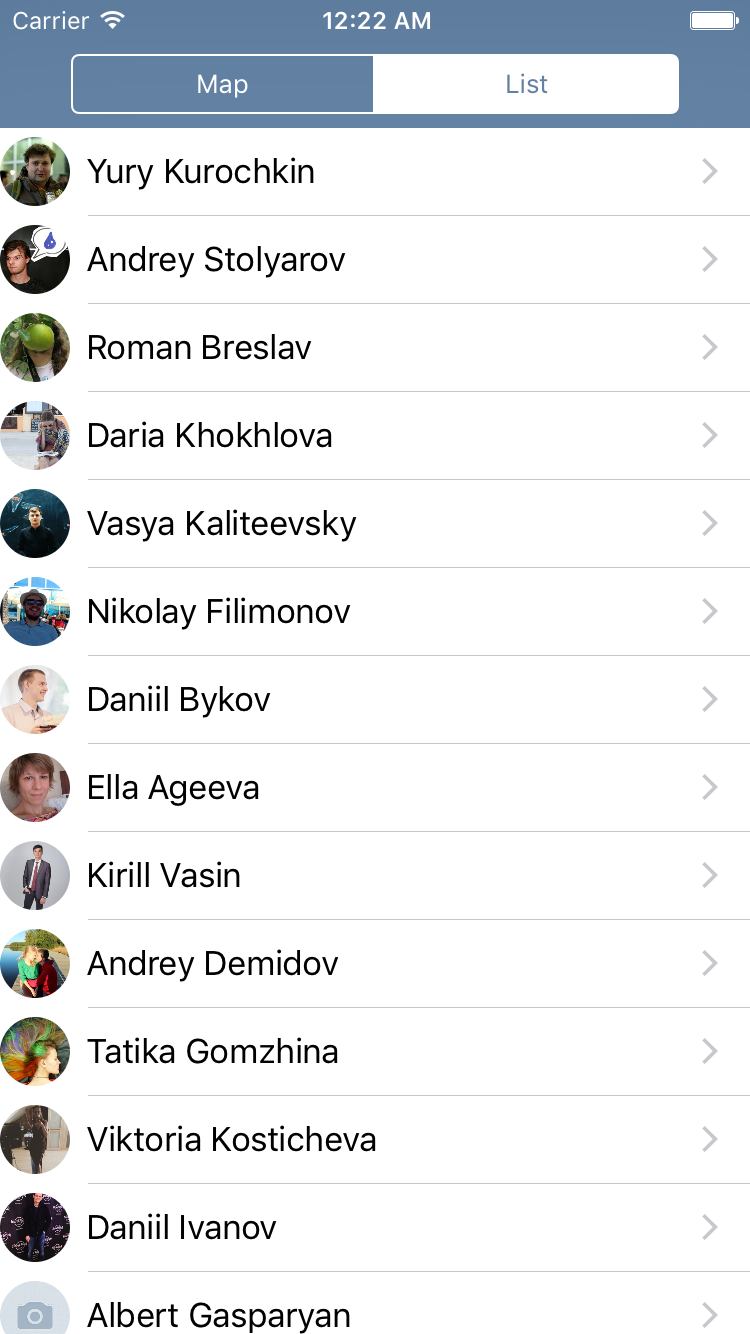 Carrier 12:22 AM
Map List
Yury Kurochkin
Andrey Stolyarov
Roman Breslav
Daria Khokhlova
Vasya Kaliteevsky
Nikolay Filimonov
Daniil Bykov
Ella Ageeva
Kirill Vasin
Andrey Demidov
Tatika Gomzhina
Viktoria Kosticheva
Daniil Ivanov
Albert Gasparyan